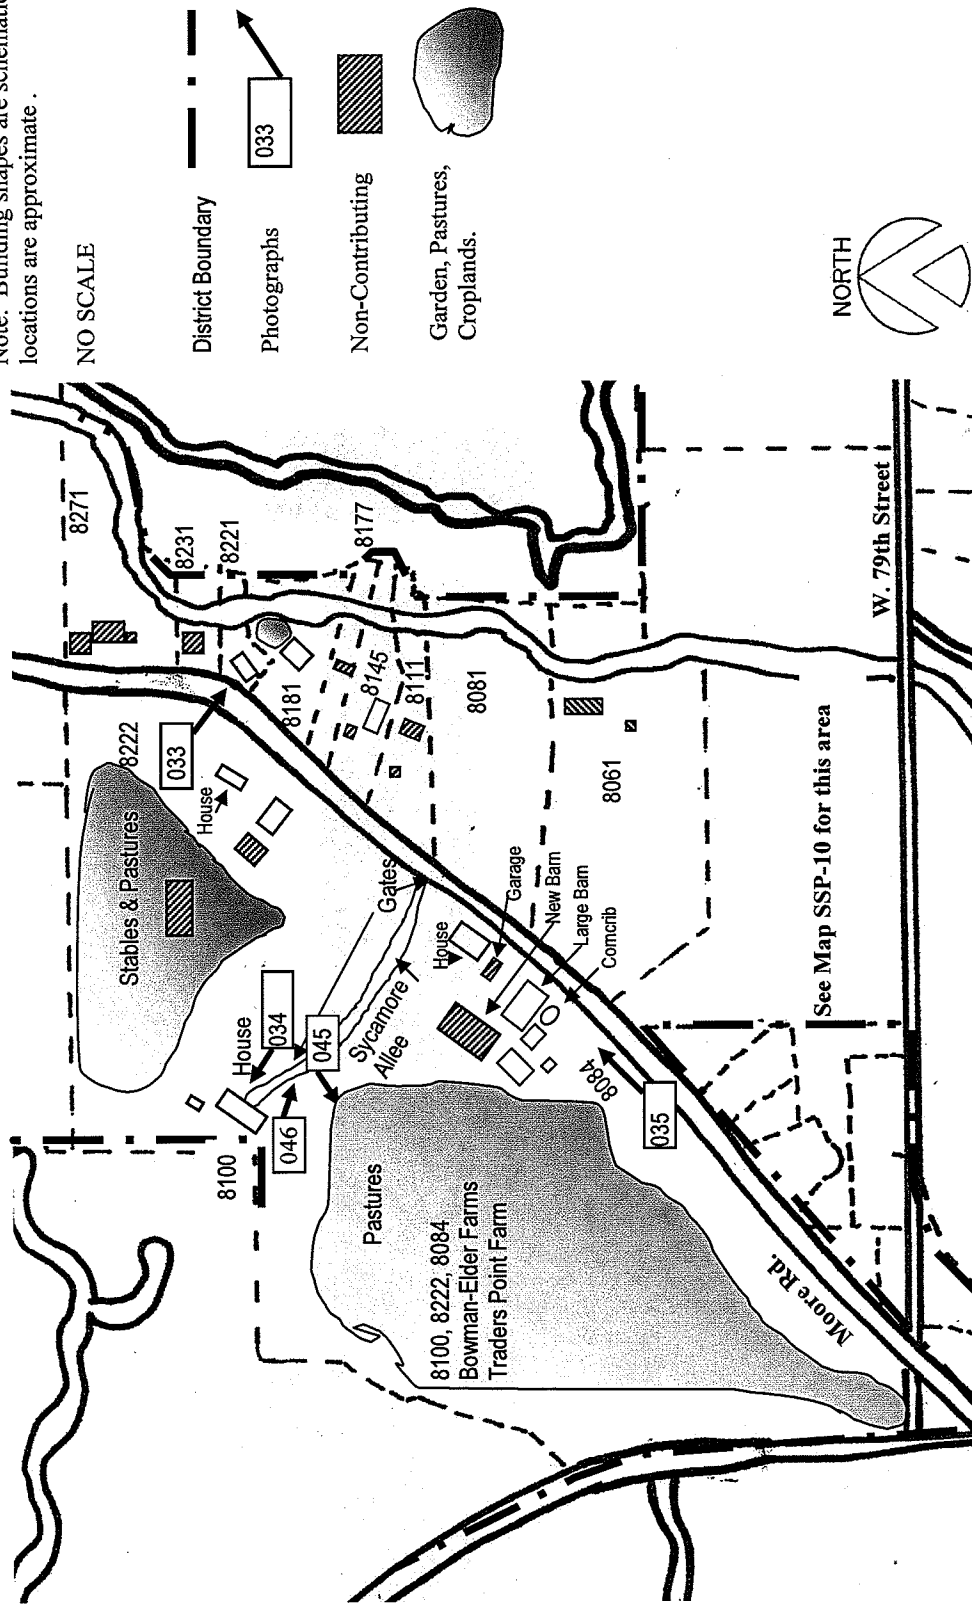 Note: Building shapes are schematic
locations are approximate .
NO SCALE
District Boundary
033
Photographs
Non-Contributing
Garden, Pastures,
Croplands.
NORTH
8271
8231
8221
8177
8222
033
8181
8145
8111
8081
8061
House
Stables & Pastures
Gates
House
034
045
046
Sycamore
Allee
House
Garage
New Barn
Large Barn
Corncrib
8084
035
8100
Pastures
8100, 8222, 8084
Bowman-Elder Farms
Traders Point Farm
Moore Rd.
See Map SSP-10 for this area
W. 79th Street